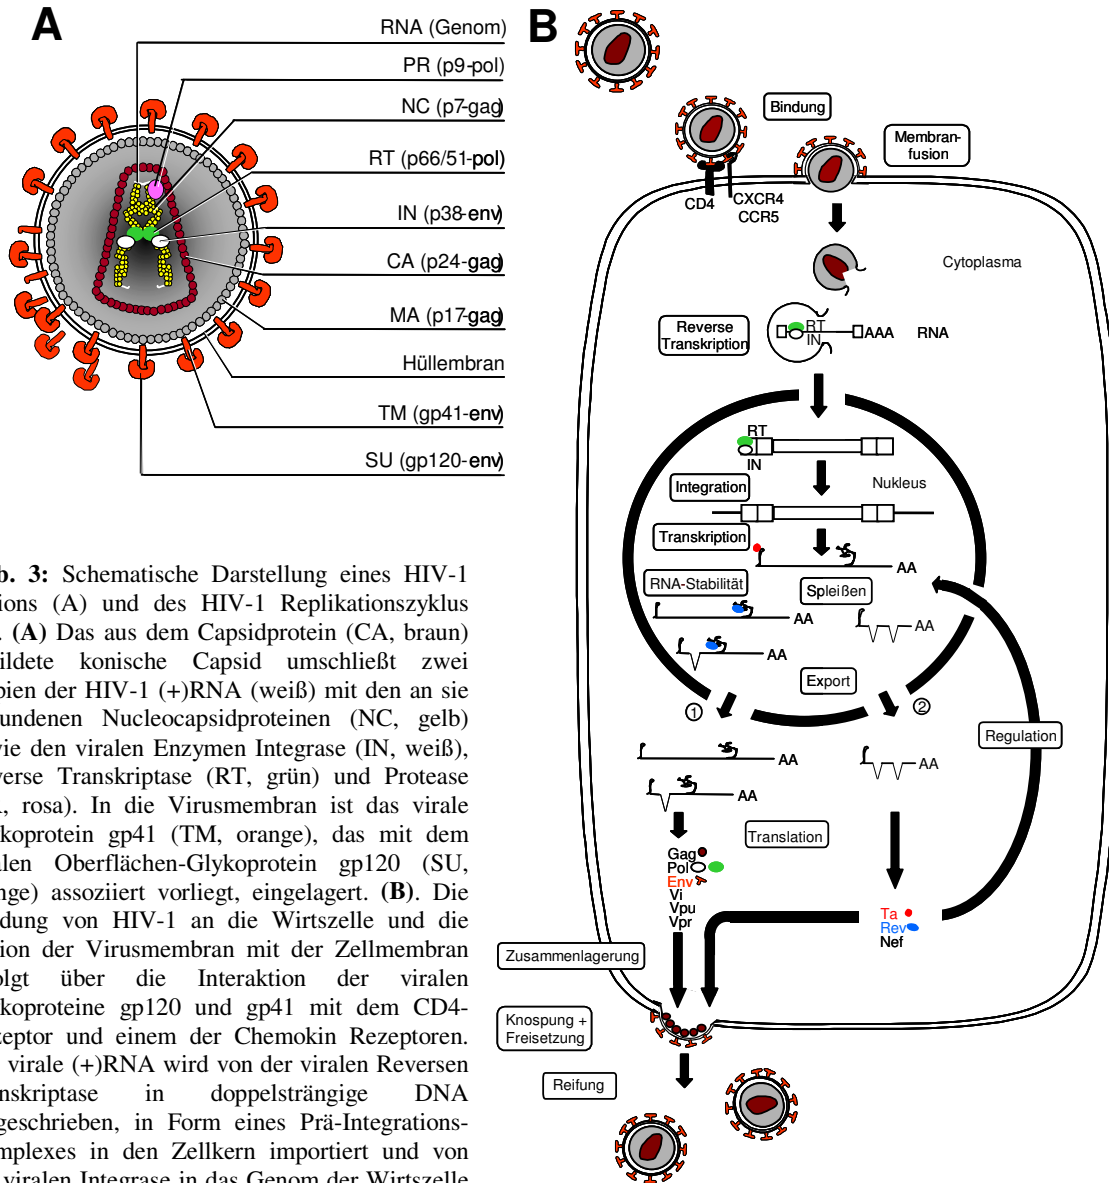 A
RNA (Genom)
PR (p9-pol)
NC (p7-gag)
RT (p66/51-pol)
IN (p38-env)
CA (p24-gag)
MA (p17-gag)
Hüllembran
TM (gp41-env)
SU (gp120-env)
b. 3: Schematische Darstellung eines HIV-1
ions (A) und des HIV-1 Replikationszyklus
. (A) Das aus dem Capsidprotein (CA, braun)
ildete konische Capsid umschließt zwei
pien der HIV-1 (+)RNA (weiß) mit den an sie
undenen Nucleocapsidproteinen (NC, gelb)
vie den viralen Enzymen Integrase (IN, weiß),
verse Transkriptase (RT, grün) und Protease
, rosa). In die Virusmembran ist das virale
koprotein gp41 (TM, orange), das mit dem
alen Oberflächen-Glykoprotein gp120 (SU,
nge) assoziiert vorliegt, eingelagert. (B). Die
dung von HIV-1 an die Wirtszelle und die
ion der Virusmembran mit der Zellmembran
olgt über die Interaktion der viralen
koproteine gp120 und gp41 mit dem CD4-
zeptor und einem der Chemokin Rezeptoren.
virale (+)RNA wird von der viralen Reversen
nskriptase in doppelsträngige DNA
geschrieben, in Form eines Prä-Integrations-
mplexes in den Zellkern importiert und von
viralen Integrase in das Genom der Wirtszelle
B
Bindung
Membran-
fusion
CD4
CXCR4
CCR5
Cytoplasma
Reverse
Transkription
RT
IN
AAA
RNA
RT
IN
Nukleus
Integration
Transkription
AA
RNA-Stabilität
Spleißen
AA
AA
AA
Export
1
2
Regulation
AA
AA
AA
Translation
Gag
Pol
Env
Vi
Vpu
Vpr
Ta
Rev
Nef
Zusammenlagerung
Knospung +
Freisetzung
Reifung